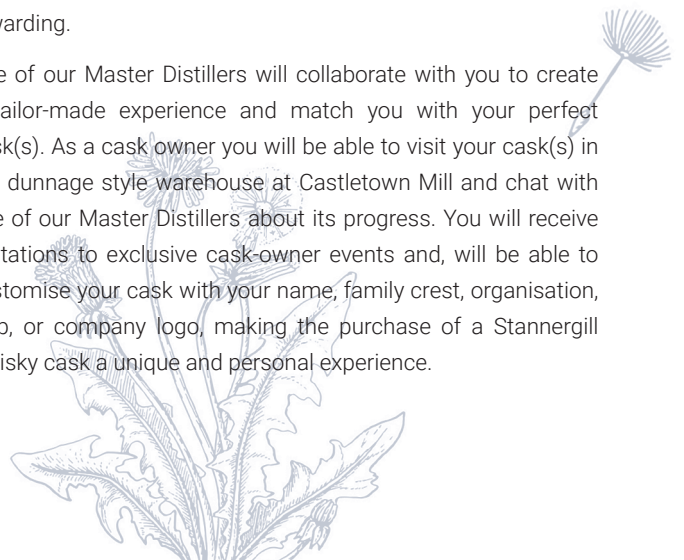 varding.
e of our Master Distillers will collaborate with you to create
ailor-made experience and match you with your perfect
sk(s). As a cask owner you will be able to visit your cask(s) in
dunnage style warehouse at Castletown Mill and chat with
e of our Master Distillers about its progress. You will receive
tations to exclusive cask-owner events and, will be able to
stomise your cask with your name, family crest, organisation,
o, or company logo, making the purchase of a Stannergill
isky cask a unique and personal experience.